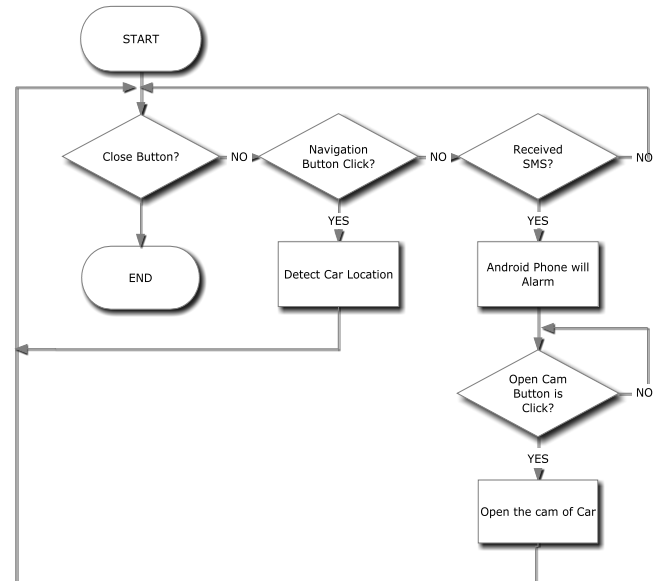 START
Close Button?
NO
Navigation
Button Click?
NO
Received
SMS?
NO
YES
YES
END
Detect Car Location
Android Phone will
Alarm
Open Cam
Button is
Click?
NO
YES
Open the cam of Car